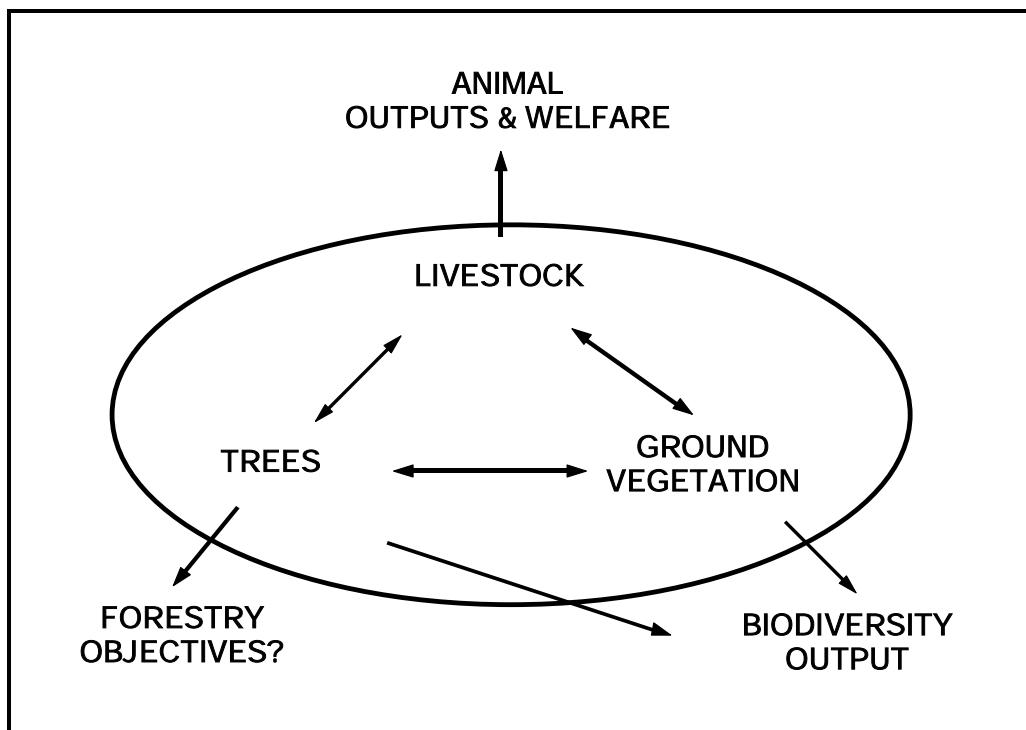 ANIMAL
OUTPUTS & WELFARE
LIVESTOCK
TREES
GROUND
VEGETATION
FORESTRY
OBJECTIVES?
BIODIVERSITY
OUTPUT